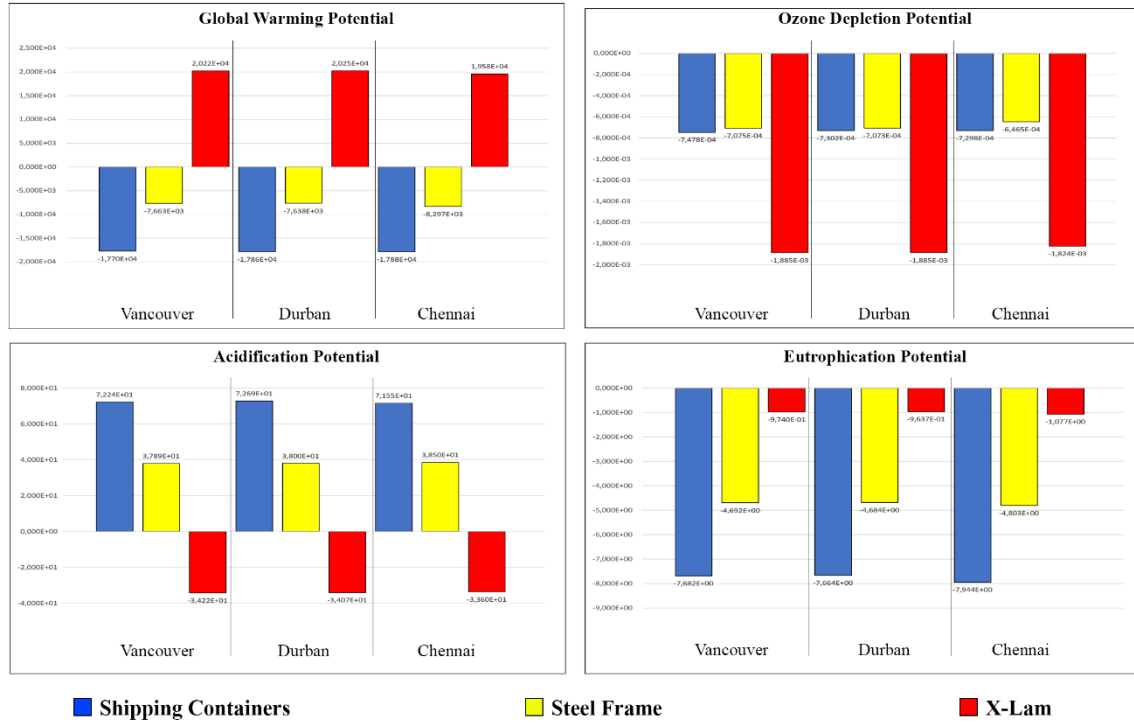 Global Warming Potential
2,500E+04
2,000E+04
1,500E+04
1,000E+04
5,000E+03
0,000E+00
-5,000E+03
-1,000E+04
-1,500E+04
-2,000E+04
2,022E+04
2,025E+04
1,958E+04
-7,663E+03
-7,638E+03
-8,297E+03
-1,770E+04
-1,786E+04
-1,788E+04
Vancouver Durban Chennai
Ozone Depletion Potential
0,000E+00
-2,000E-04
-4,000E-04
-6,000E-04
-8,000E-04
-1,000E-03
-1,200E-03
-1,400E-03
-1,600E-03
-1,800E-03
-2,000E-03
-7,478E-04
-7,075E-04
-7,302E-04
-7,073E-04
-7,298E-04
-6,465E-04
-1,885E-03
-1,885E-03
-1,824E-03
Vancouver Durban Chennai
Acidification Potential
8,000E+01
6,000E+01
4,000E+01
2,000E+01
0,000E+00
-2,000E+01
-4,000E+01
7,224E+01
7,269E+01
7,155E+01
3,789E+01
3,800E+01
3,850E+01
-3,422E+01
-3,407E+01
-3,360E+01
Vancouver Durban Chennai
Eutrophication Potential
0,000E+00
-1,000E+00
-2,000E+00
-3,000E+00
-4,000E+00
-5,000E+00
-6,000E+00
-7,000E+00
-8,000E+00
-9,000E+00
-9,740E-01
-9,637E-01
-1,077E+00
-4,692E+00
-4,684E+00
-4,803E+00
-7,682E+00
-7,664E+00
-7,944E+00
Vancouver Durban Chennai
Shipping Containers Steel Frame X-Lam